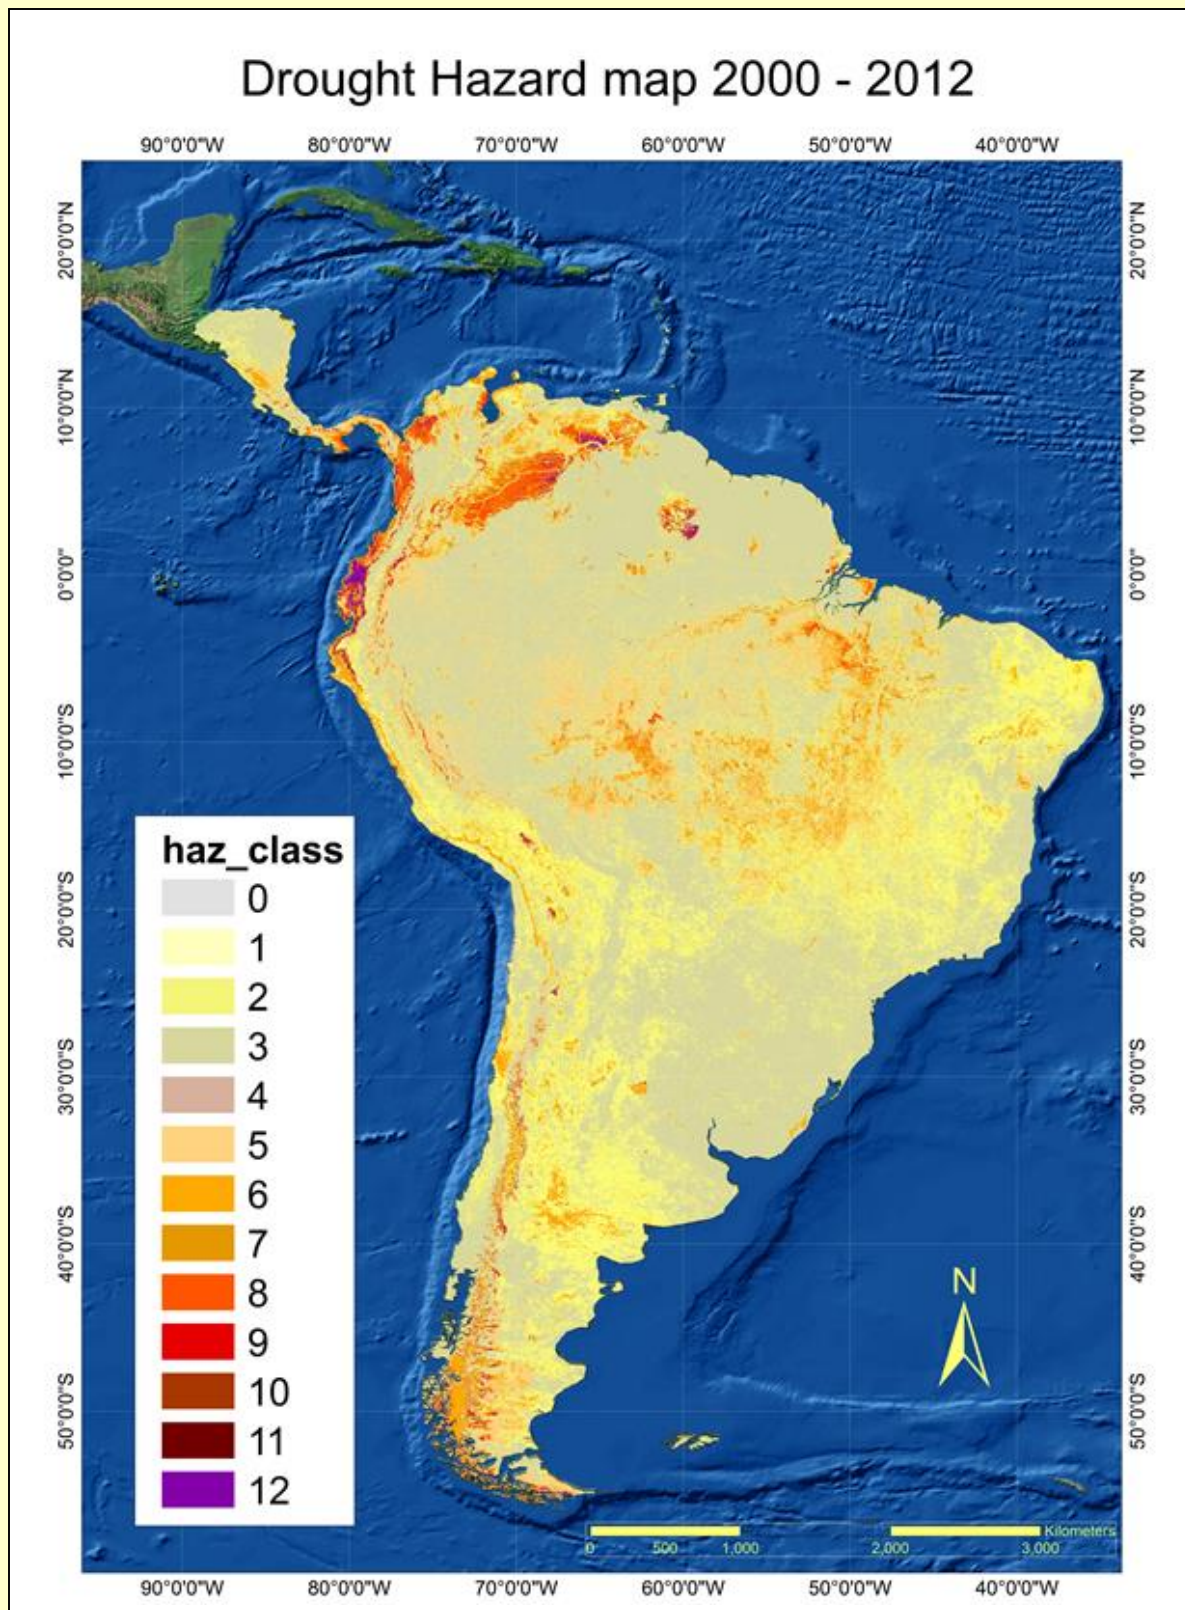 Drought Hazard map 2000 - 2012
90°0'0"W 80°0'0"W 70°0'0"W 60°0'0"W 50°0'0"W 40°0'0"W
20°0'0"N 20°0'0"N
10°0'0"N 10°0'0"N
0°0'0" 0°0'0"
10°0'0"S 10°0'0"S
haz_class
0
20°0'0"S 20°0'0"S
1
2
3
30°0'0"S 30°0'0"S
4
5
6
40°0'0"S 40°0'0"S
7
N
8
9
10
50°0'0"S 50°0'0"S
11
12
Kilometers
0 500 1,000 2,000 3,000
90°0'0"W 80°0'0"W 70°0'0"W 60°0'0"W 50°0'0"W 40°0'0"W